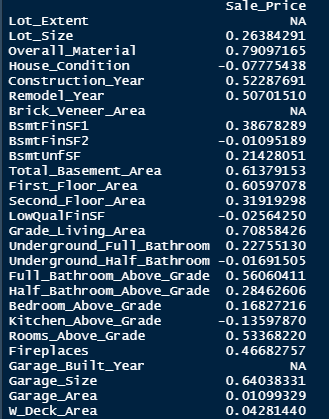 Sale_Price
Lot_Extent NA
Lot_Size 0.26384291
Overall_Material 0.79097165
House_Condition -0.07775438
Construction_Year 0.52287691
Remodel_Year 0.50701510
Brick_Veneer_Area NA
BsmtFinSF1 0.38678289
BsmtFinSF2 -0.01095189
BsmtUnfSF 0.21428051
Total_Basement_Area 0.61379153
First_Floor_Area 0.60597078
Second_Floor_Area 0.31919298
LowQualFinSF -0.02564250
Grade_Living_Area 0.70858426
Underground_Full_Bathroom 0.22755130
Underground_Half_Bathroom -0.01691505
Full_Bathroom_Above_Grade 0.56060411
Half_Bathroom_Above_Grade 0.28462606
Bedroom_Above_Grade 0.16827216
Kitchen_Above_Grade -0.13597870
Rooms_Above_Grade 0.53368220
Fireplaces 0.46682757
Garage_Built_Year NA
Garage_Size 0.64038331
Garage_Area 0.01099329
W_Deck_Area 0.04281440